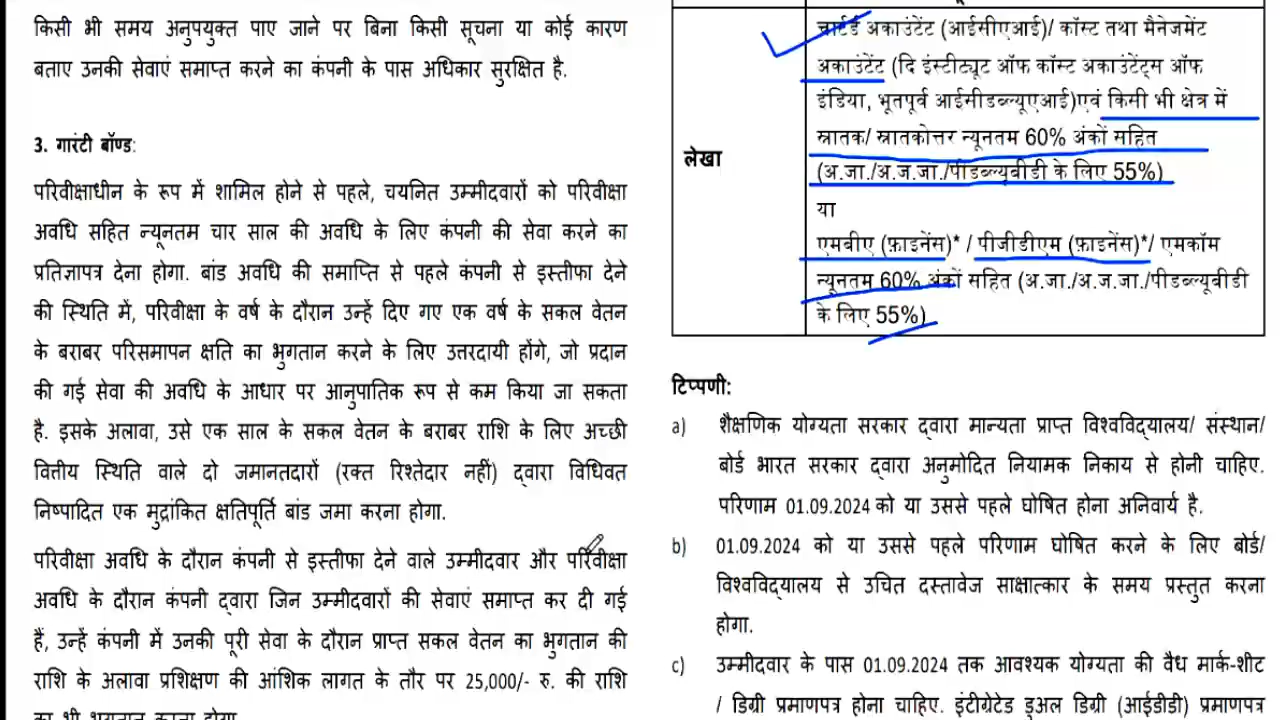 किसी भी समय अनुपयुक्त पाए जाने पर बिना किसी सूचना या कोई कारण
बताए उनकी सेवाएं समाप्त करने का कंपनी के पास अधिकार सुरक्षित है.
3. गारंटी बॉण्ड:
परिवीक्षाधीन के रूप में शामिल होने से पहले, चयनित उम्मीदवारों को परिवीक्षा
अवधि सहित न्यूनतम चार साल की अवधि के लिए कंपनी की सेवा करने का
प्रतिज्ञापत्र देना होगा. बांड अवधि की समाप्ति से पहले कंपनी से इस्तीफा देने
की स्थिति में, परिवीक्षा के वर्ष के दौरान उन्हें दिए गए एक वर्ष के सकल वेतन
के बराबर परिसमापन क्षति का भुगतान करने के लिए उत्तरदायी होंगे, जो प्रदान
की गई सेवा की अवधि के आधार पर आनुपातिक रूप से कम किया जा सकता
है. इसके अलावा, उसे एक साल के सकल वेतन के बराबर राशि के लिए अच्छी
वित्तीय स्थिति वाले दो जमानतदारों (रक्त रिश्तेदार नहीं) द्वारा विधिवत
निष्पादित एक मुद्रांकित क्षतिपूर्ति बांड जमा करना होगा.
परिवीक्षा अवधि के दौरान कंपनी से इस्तीफा देने वाले उम्मीदवार और परिवीक्षा
अवधि के दौरान कंपनी द्वारा जिन उम्मीदवारों की सेवाएं समाप्त कर दी गई
हैं, उन्हें कंपनी में उनकी पूरी सेवा के दौरान प्राप्त सकल वेतन का भुगतान की
राशि के अलावा प्रशिक्षण की आंशिक लागत के तौर पर 25,000/- रु. की राशि
का भी भुगतान करना होगा.
लेखा
चार्टर्ड अकाउंटेंट (आईसीएआई)/ कॉस्ट तथा मैनेजमेंट
अकाउंटेंट (दि इंस्टीट्यूट ऑफ कॉस्ट अकाउंटेंट्स ऑफ
इंडिया, भूतपूर्व आईसीडब्ल्यूएआई)एवं किसी भी क्षेत्र में
स्नातक/ स्नातकोत्तर न्यूनतम 60% अंकों सहित
(अ.जा./अ.ज.जा./पीडब्ल्यूबीडी के लिए 55%)
या
एमबीए (फ़ाइनेंस)* / पीजीडीएम (फ़ाइनेंस)*/ एमकॉम
न्यूनतम 60% अंकों सहित (अ.जा./अ.ज.जा./पीडब्ल्यूबीडी
के लिए 55%)
टिप्पणी:
a) शैक्षणिक योग्यता सरकार द्वारा मान्यता प्राप्त विश्वविद्यालय/ संस्थान/
बोर्ड भारत सरकार द्वारा अनुमोदित नियामक निकाय से होनी चाहिए.
परिणाम 01.09.2024 को या उससे पहले घोषित होना अनिवार्य है.
b) 01.09.2024 को या उससे पहले परिणाम घोषित करने के लिए बोर्ड/
विश्वविद्यालय से उचित दस्तावेज साक्षात्कार के समय प्रस्तुत करना
होगा.
c) उम्मीदवार के पास 01.09.2024 तक आवश्यक योग्यता की वैध मार्क-शीट
/ डिग्री प्रमाणपत्र होना चाहिए. इंटीग्रेटेड डुअल डिग्री (आईडीडी) प्रमाणपत्र